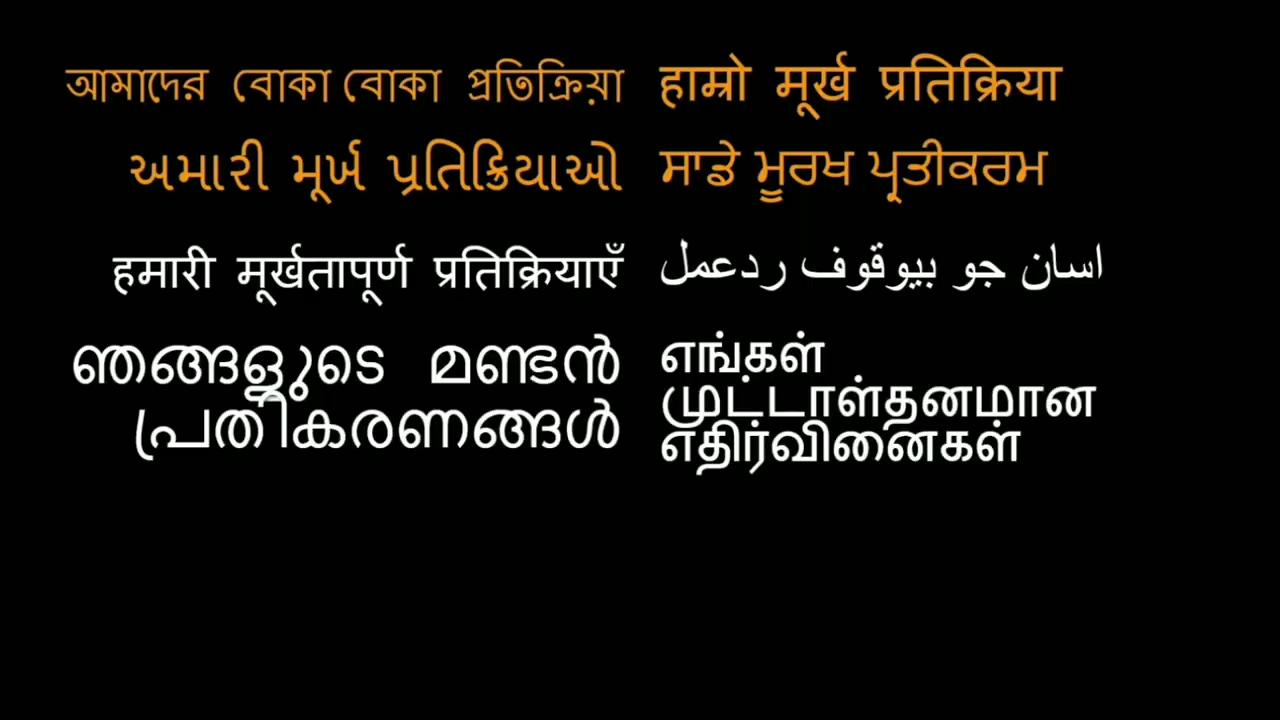 আমাদের বোকা বোকা প্রতিক্রিয়া
हाम्रो मूर्ख प्रतिक्रिया
અમારી મૂર્ખ પ્રતિક્રિયાઓ
ਸਾਡੇ ਮੂਰਖ ਪ੍ਰਤੀਕਰਮ
हमारी मूर्खतापूर्ण प्रतिक्रियाएँ
اسان جو بيوقوف ردعمل
ഞങ്ങളുടെ മണ്ടൻ
പ്രതികരണങ്ങൾ
எங்கள்
முட்டாள்தனமான
எதிர்வினைகள்